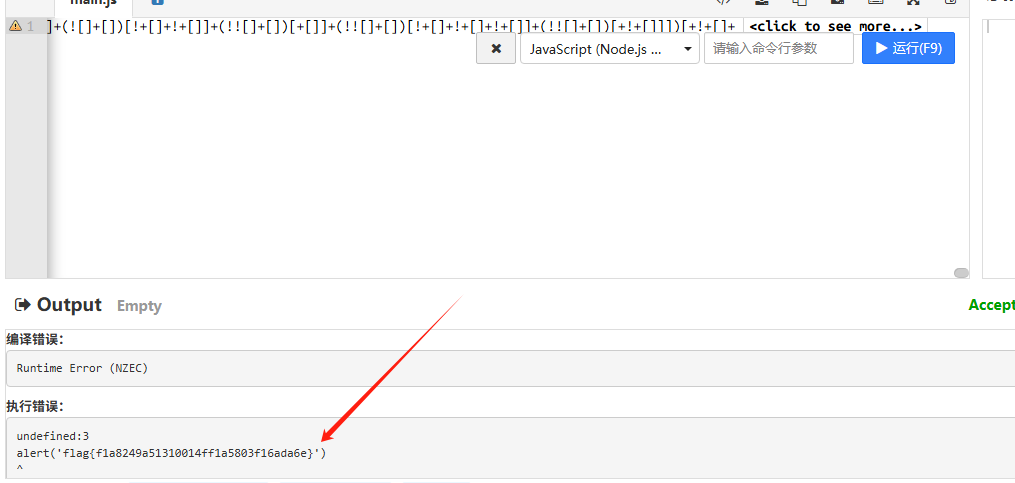 main.js
1 ]+(![]+[])[!+[]+!+[]]+(!![]+[])[+[]]+(!![]+[])[!+[]+!+[]+!+[]]+(!![]+[])[+!+[]]])[+!+[]+ <click to see more...>
JavaScript (Node.js ... 请输入命令行参数 运行(F9)
Output Empty Accept
编译错误：
Runtime Error (NZEC)
执行错误：
undefined:3
alert('flag{f1a8249a51310014ff1a5803f16ada6e}')
^